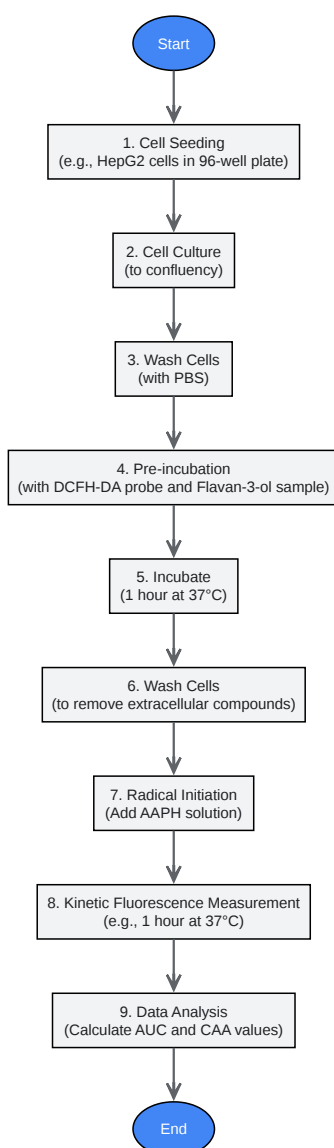 Start
1. Cell Seeding
(e.g., HepG2 cells in 96-well plate)
2. Cell Culture
(to confluency)
3. Wash Cells
(with PBS)
4. Pre-incubation
(with DCFH-DA probe and Flavan-3-ol sample)
5. Incubate
(1 hour at 37°C)
6. Wash Cells
(to remove extracellular compounds)
7. Radical Initiation
(Add AAPH solution)
8. Kinetic Fluorescence Measurement
(e.g., 1 hour at 37°C)
9. Data Analysis
(Calculate AUC and CAA values)
End